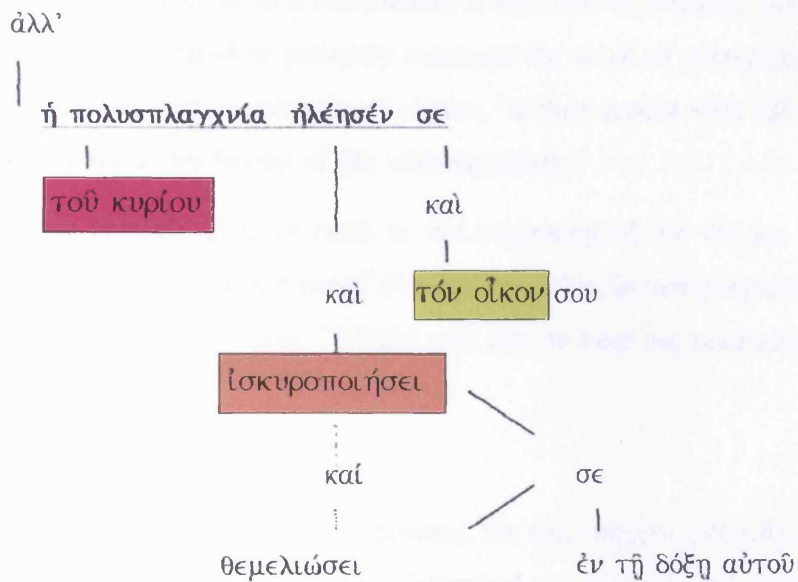 ἀλλ'
ἡ πολυσπλαγχνία ἠλέησέν σε
τοῦ κυρίου
καὶ
καὶ
τόν οἶκον σου
ἰσκυροποιήσει
καί
σε
θεμελιώσει
ἐν τῇ δόξῃ αὐτοῦ